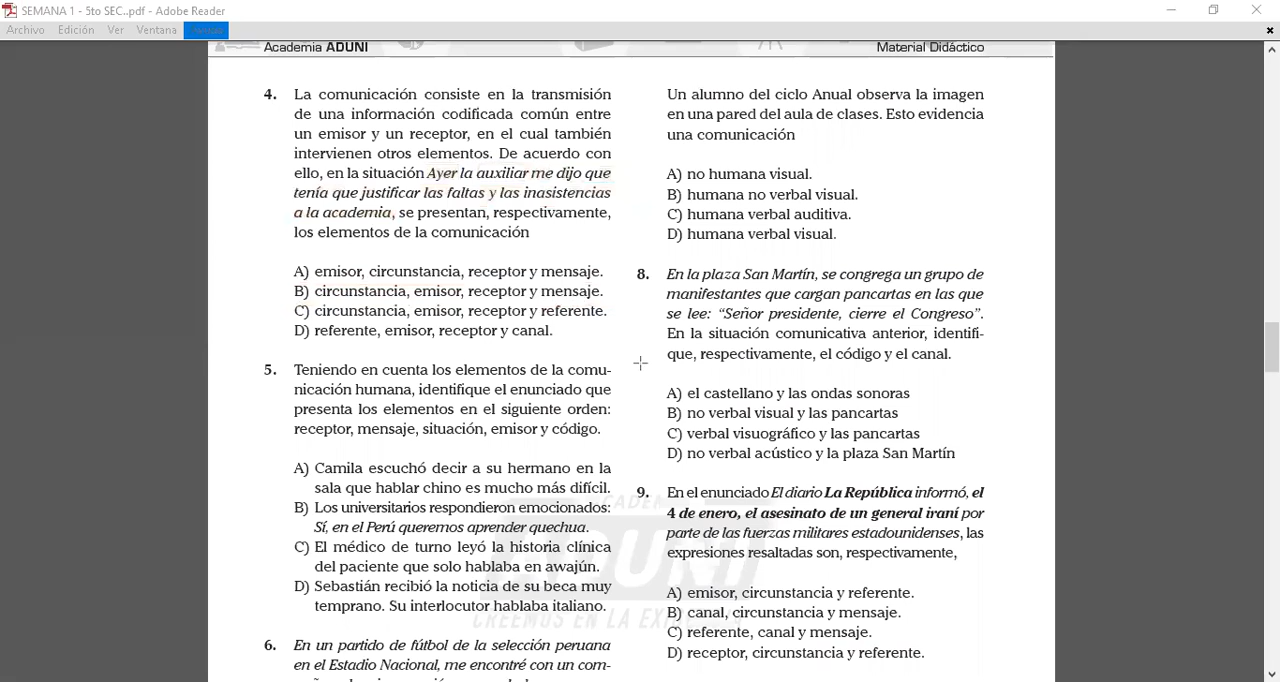 SEMANA 1 - 5to SEC..pdf - Adobe Reader
Archivo Edición Ver Ventana
Academia ADUNI
Material Didáctico
4. La comunicación consiste en la transmisión
de una información codificada común entre
un emisor y un receptor, en el cual también
intervienen otros elementos. De acuerdo con
ello, en la situación Ayer la auxiliar me dijo que
tenía que justificar las faltas y las inasistencias
a la academia, se presentan, respectivamente,
los elementos de la comunicación
A) emisor, circunstancia, receptor y mensaje.
B) circunstancia, emisor, receptor y mensaje.
C) circunstancia, emisor, receptor y referente.
D) referente, emisor, receptor y canal.
5. Teniendo en cuenta los elementos de la comu-
nicación humana, identifique el enunciado que
presenta los elementos en el siguiente orden:
receptor, mensaje, situación, emisor y código.
A) Camila escuchó decir a su hermano en la
sala que hablar chino es mucho más difícil.
B) Los universitarios respondieron emocionados:
Sí, en el Perú queremos aprender quechua.
C) El médico de turno leyó la historia clínica
del paciente que solo hablaba en awajún.
D) Sebastián recibió la noticia de su beca muy
temprano. Su interlocutor hablaba italiano.
6. En un partido de fútbol de la selección peruana
en el Estadio Nacional, me encontré con un com-
Un alumno del ciclo Anual observa la imagen
en una pared del aula de clases. Esto evidencia
una comunicación
A) no humana visual.
B) humana no verbal visual.
C) humana verbal auditiva.
D) humana verbal visual.
8. En la plaza San Martín, se congrega un grupo de
manifestantes que cargan pancartas en las que
se lee: “Señor presidente, cierre el Congreso”.
En la situación comunicativa anterior, identifi-
que, respectivamente, el código y el canal.
A) el castellano y las ondas sonoras
B) no verbal visual y las pancartas
C) verbal visuográfico y las pancartas
D) no verbal acústico y la plaza San Martín
9. En el enunciado El diario La República informó, el
4 de enero, el asesinato de un general iraní por
parte de las fuerzas militares estadounidenses, las
expresiones resaltadas son, respectivamente,
A) emisor, circunstancia y referente.
B) canal, circunstancia y mensaje.
C) referente, canal y mensaje.
D) receptor, circunstancia y referente.
ACADEMIA
ADUNI
CREEMOS EN LA EXIGENCIA